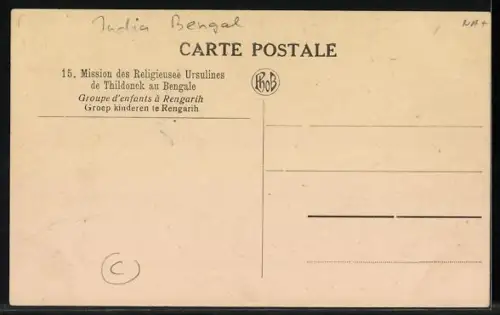 India Bengal
CARTE POSTALE
15. Mission des Religieuses Ursulines
de Thildonck au Bengale
Groupe d'enfants à Rengarih
Groep kinderen te Rengarih
PhoB
C